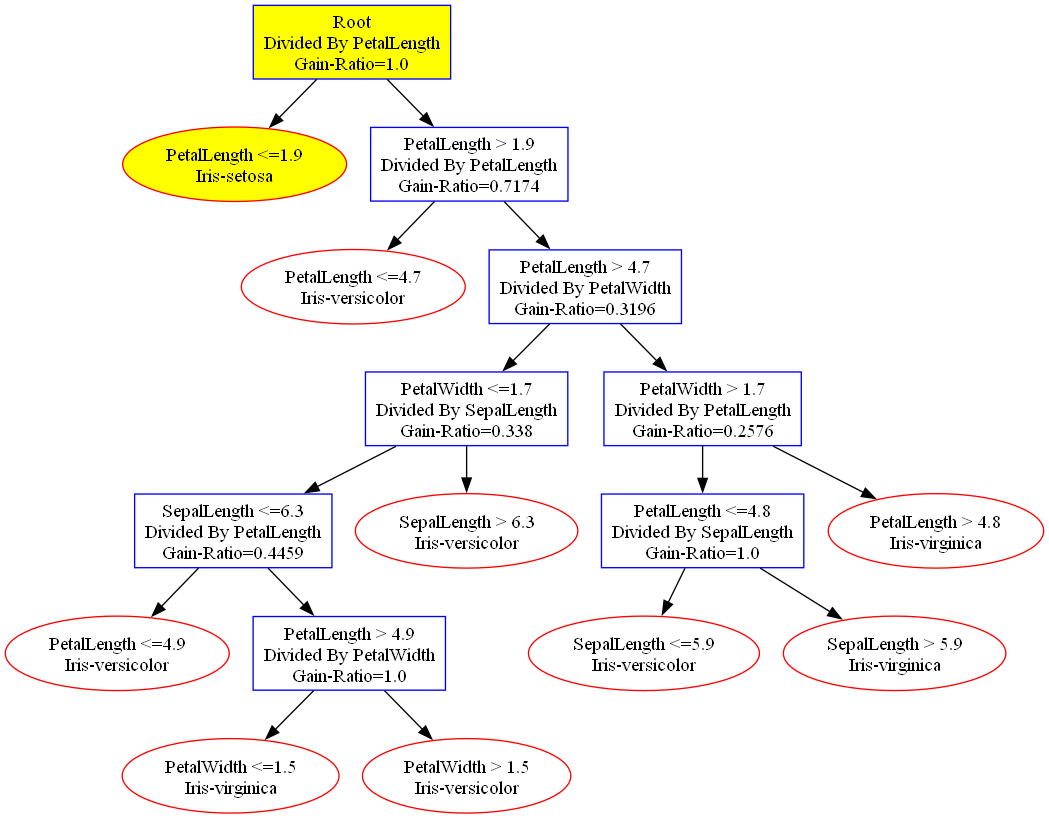 Root
Divided By PetalLength
Gain-Ratio=1.0
PetalLength <=1.9
Iris-setosa
PetalLength > 1.9
Divided By PetalLength
Gain-Ratio=0.7174
PetalLength <=4.7
Iris-versicolor
PetalLength > 4.7
Divided By PetalWidth
Gain-Ratio=0.3196
PetalWidth <=1.7
Divided By SepalLength
Gain-Ratio=0.338
PetalWidth > 1.7
Divided By PetalLength
Gain-Ratio=0.2576
SepalLength <=6.3
Divided By PetalLength
Gain-Ratio=0.4459
SepalLength > 6.3
Iris-versicolor
PetalLength <=4.8
Divided By SepalLength
Gain-Ratio=1.0
PetalLength > 4.8
Iris-virginica
PetalLength <=4.9
Iris-versicolor
PetalLength > 4.9
Divided By PetalWidth
Gain-Ratio=1.0
SepalLength <=5.9
Iris-versicolor
SepalLength > 5.9
Iris-virginica
PetalWidth <=1.5
Iris-virginica
PetalWidth > 1.5
Iris-versicolor